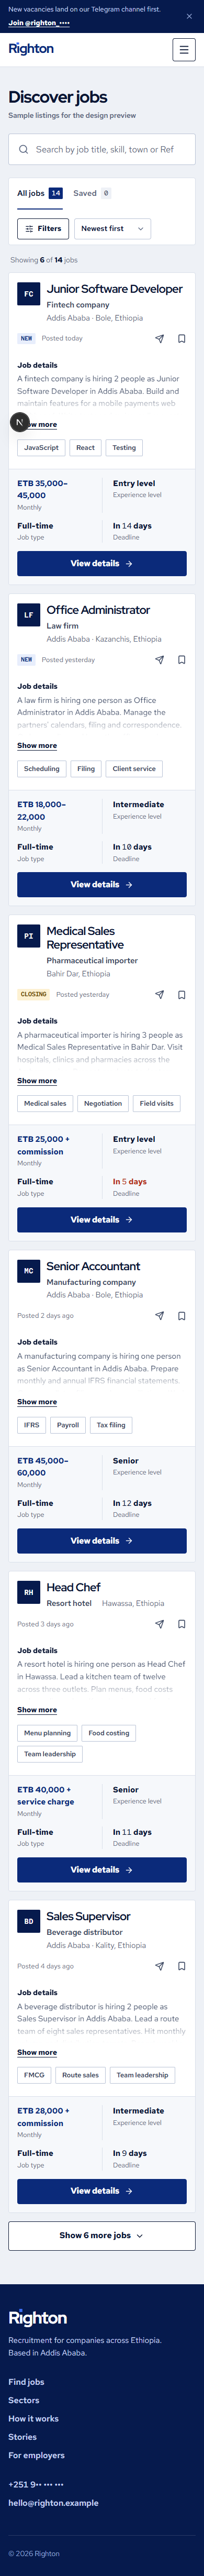 New vacancies land on our Telegram channel first.
Join @righton_••••
Righton
Discover jobs
Sample listings for the design preview
Search by job title, skill, town or Ref
All jobs 14 Saved 0
Filters Newest first
Showing 6 of 14 jobs
FC
Junior Software Developer
Fintech company
Addis Ababa · Bole, Ethiopia
NEW Posted today
Job details
A fintech company is hiring 2 people as Junior
Software Developer in Addis Ababa. Build and
maintain features for a mobile payments web
N
more
JavaScript React Testing
ETB 35,000–
45,000
Monthly
Entry level
Experience level
Full-time
Job type
In 14 days
Deadline
View details
LF
Office Administrator
Law firm
Addis Ababa · Kazanchis, Ethiopia
NEW Posted yesterday
Job details
A law firm is hiring one person as Office
Administrator in Addis Ababa. Manage the
partners' calendars, filing and correspondence.
Show more
Scheduling Filing Client service
ETB 18,000–
22,000
Monthly
Intermediate
Experience level
Full-time
Job type
In 10 days
Deadline
View details
PI
Medical Sales
Representative
Pharmaceutical importer
Bahir Dar, Ethiopia
CLOSING Posted yesterday
Job details
A pharmaceutical importer is hiring 3 people as
Medical Sales Representative in Bahir Dar. Visit
hospitals, clinics and pharmacies across the
Show more
Medical sales Negotiation Field visits
ETB 25,000 +
commission
Monthly
Entry level
Experience level
Full-time
Job type
In 5 days
Deadline
View details
MC
Senior Accountant
Manufacturing company
Addis Ababa · Bole, Ethiopia
Posted 2 days ago
Job details
A manufacturing company is hiring one person
as Senior Accountant in Addis Ababa. Prepare
monthly and annual IFRS financial statements,
Show more
IFRS Payroll Tax filing
ETB 45,000–
60,000
Monthly
Senior
Experience level
Full-time
Job type
In 12 days
Deadline
View details
RH
Head Chef
Resort hotel Hawassa, Ethiopia
Posted 3 days ago
Job details
A resort hotel is hiring one person as Head Chef
in Hawassa. Lead a kitchen team of twelve
across three outlets. Plan menus, food costs
Show more
Menu planning Food costing
Team leadership
ETB 40,000 +
service charge
Monthly
Senior
Experience level
Full-time
Job type
In 11 days
Deadline
View details
BD
Sales Supervisor
Beverage distributor
Addis Ababa · Kality, Ethiopia
Posted 4 days ago
Job details
A beverage distributor is hiring 2 people as
Sales Supervisor in Addis Ababa. Lead a route
team of eight sales representatives. Hit monthly
Show more
FMCG Route sales Team leadership
ETB 28,000 +
commission
Monthly
Intermediate
Experience level
Full-time
Job type
In 9 days
Deadline
View details
Show 6 more jobs
Righton
Recruitment for companies across Ethiopia.
Based in Addis Ababa.
Find jobs
Sectors
How it works
Stories
For employers
+251 9•• ••• •••
hello@righton.example
© 2026 Righton